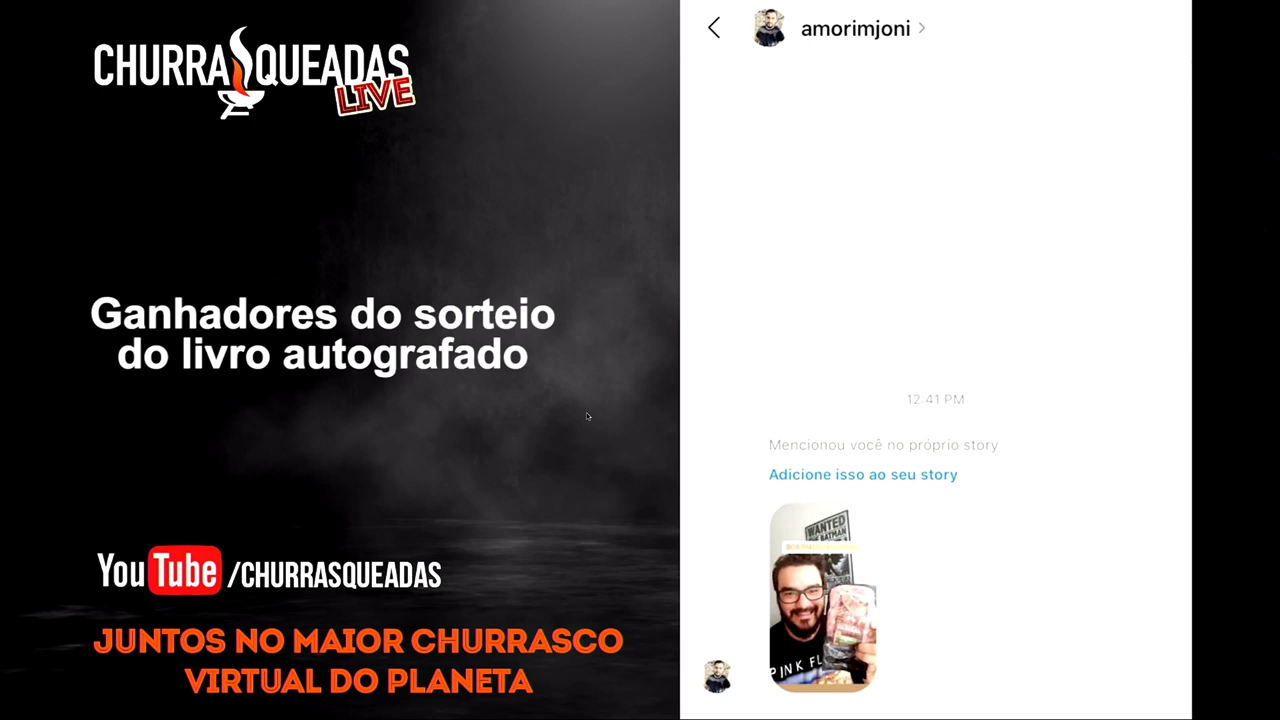 CHURRASQUEADAS
LIVE
Ganhadores do sorteio
do livro autografado
YouTube /CHURRASQUEADAS
JUNTOS NO MAIOR CHURRASCO
VIRTUAL DO PLANETA
amorimjoni
12:41 PM
Mencionou você no próprio story
Adicione isso ao seu story
WANTED
BATMAN
PINK FL